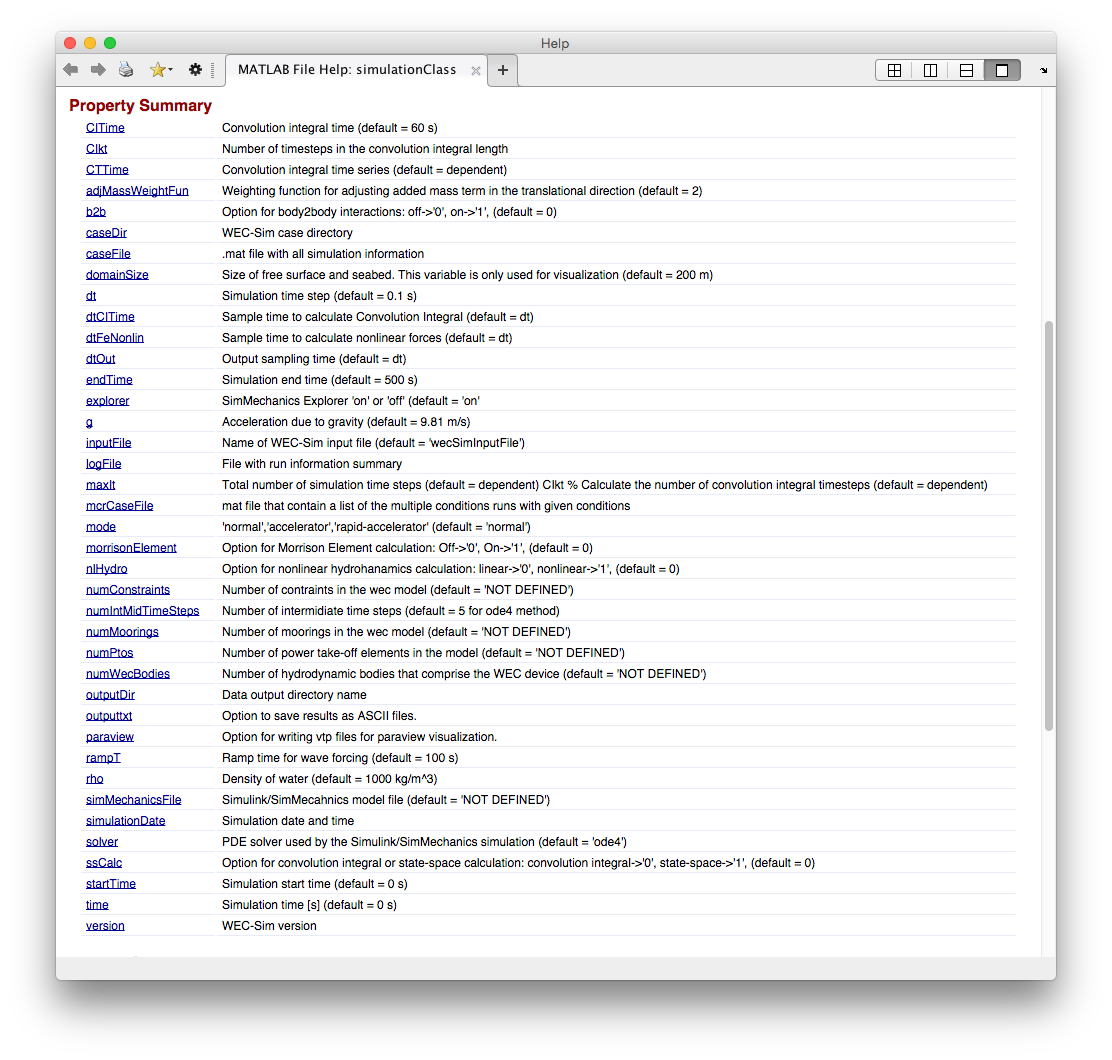 Help
MATLAB File Help: simulationClass
Property Summary
CITime Convolution integral time (default = 60 s)
CIkt Number of timesteps in the convolution integral length
CTTime Convolution integral time series (default = dependent)
adjMassWeightFun Weighting function for adjusting added mass term in the translational direction (default = 2)
b2b Option for body2body interactions: off->'0', on->'1', (default = 0)
caseDir WEC-Sim case directory
caseFile .mat file with all simulation information
domainSize Size of free surface and seabed. This variable is only used for visualization (default = 200 m)
dt Simulation time step (default = 0.1 s)
dtCITime Sample time to calculate Convolution Integral (default = dt)
dtFeNonlin Sample time to calculate nonlinear forces (default = dt)
dtOut Output sampling time (default = dt)
endTime Simulation end time (default = 500 s)
explorer SimMechanics Explorer 'on' or 'off' (default = 'on'
g Acceleration due to gravity (default = 9.81 m/s)
inputFile Name of WEC-Sim input file (default = 'wecSimInputFile')
logFile File with run information summary
maxIt Total number of simulation time steps (default = dependent) CIkt % Calculate the number of convolution integral timesteps (default = dependent)
mcrCaseFile mat file that contain a list of the multiple conditions runs with given conditions
mode 'normal','accelerator','rapid-accelerator' (default = 'normal')
morrisonElement Option for Morrison Element calculation: Off->'0', On->'1', (default = 0)
nlHydro Option for nonlinear hydrohanamics calculation: linear->'0', nonlinear->'1', (default = 0)
numConstraints Number of contraints in the wec model (default = 'NOT DEFINED')
numIntMidTimeSteps Number of intermidiate time steps (default = 5 for ode4 method)
numMoorings Number of moorings in the wec model (default = 'NOT DEFINED')
numPtos Number of power take-off elements in the model (default = 'NOT DEFINED')
numWecBodies Number of hydrodynamic bodies that comprise the WEC device (default = 'NOT DEFINED')
outputDir Data output directory name
outputtxt Option to save results as ASCII files.
paraview Option for writing vtp files for paraview visualization.
rampT Ramp time for wave forcing (default = 100 s)
rho Density of water (default = 1000 kg/m^3)
simMechanicsFile Simulink/SimMecahnics model file (default = 'NOT DEFINED')
simulationDate Simulation date and time
solver PDE solver used by the Simulink/SimMechanics simulation (default = 'ode4')
ssCalc Option for convolution integral or state-space calculation: convolution integral->'0', state-space->'1', (default = 0)
startTime Simulation start time (default = 0 s)
time Simulation time [s] (default = 0 s)
version WEC-Sim version